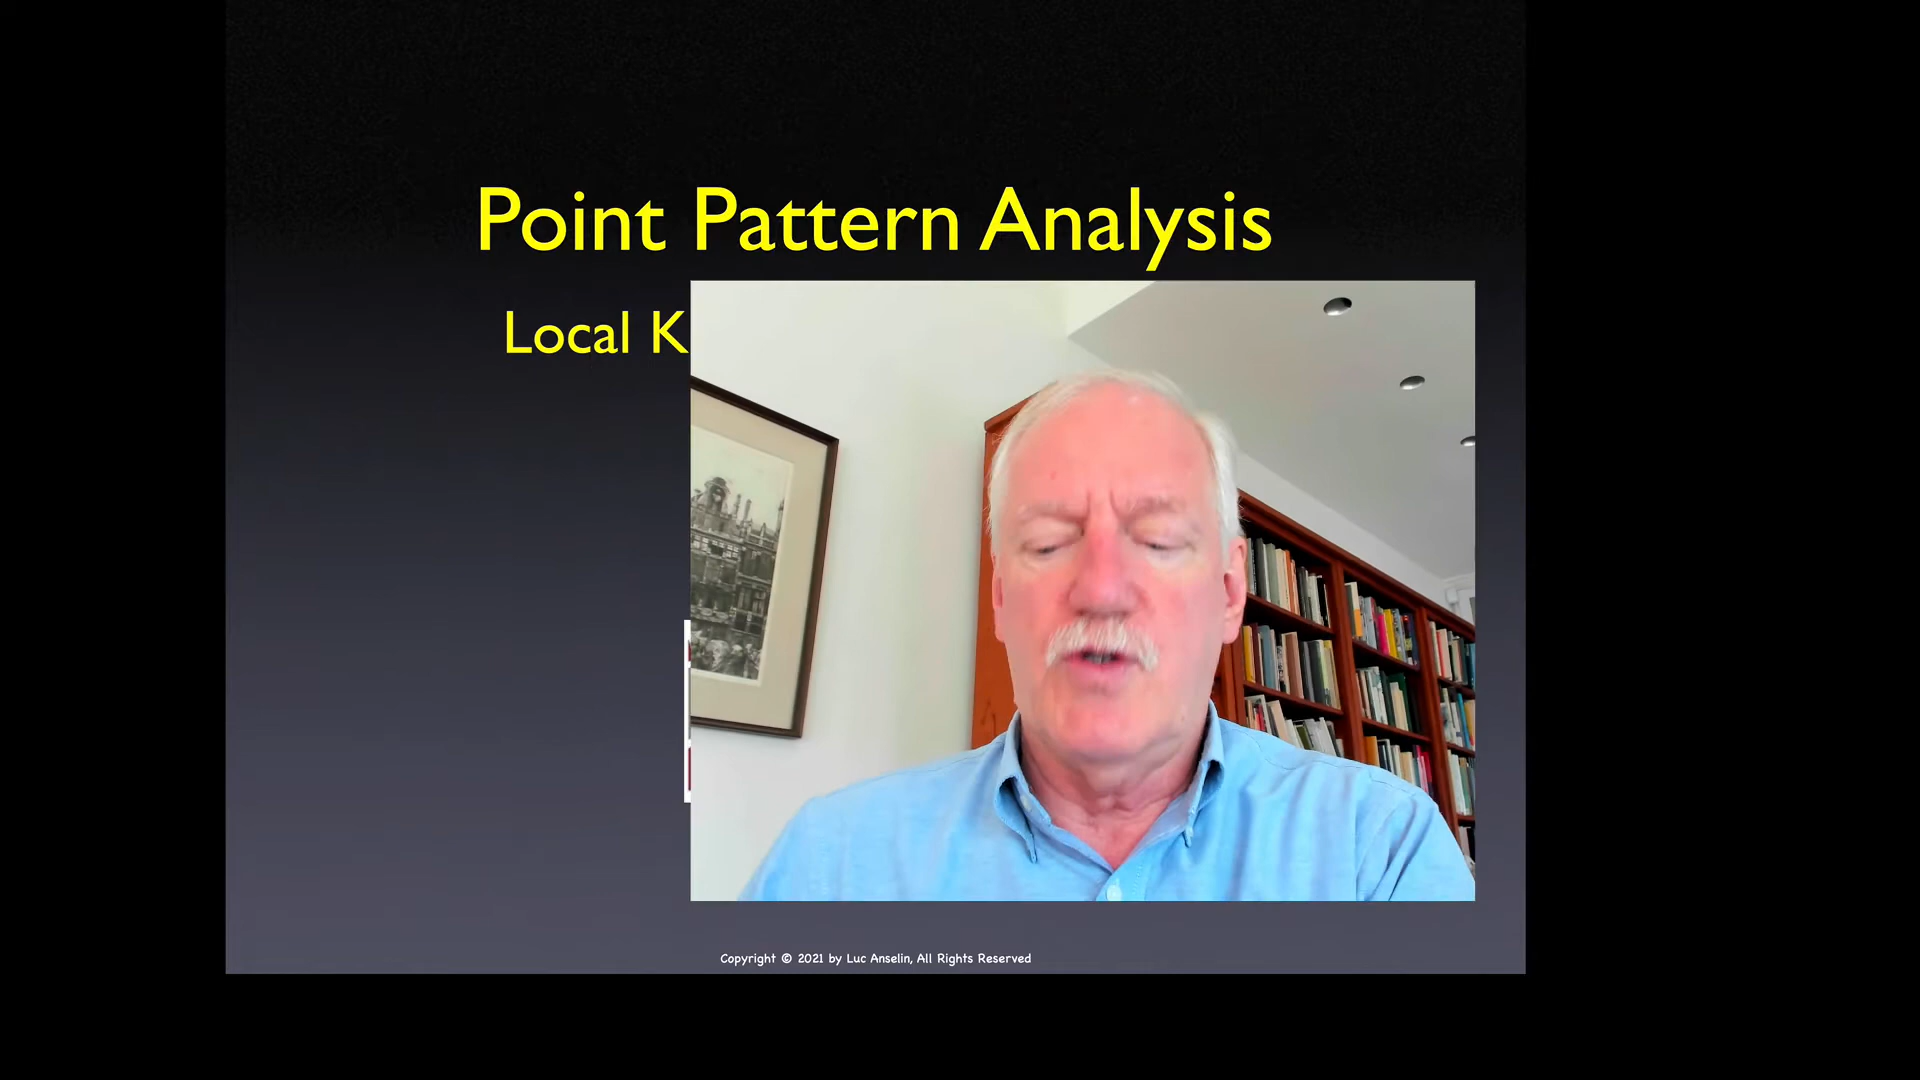 Point Pattern Analysis
Local K
Copyright © 2021 by Luc Anselin, All Rights Reserved